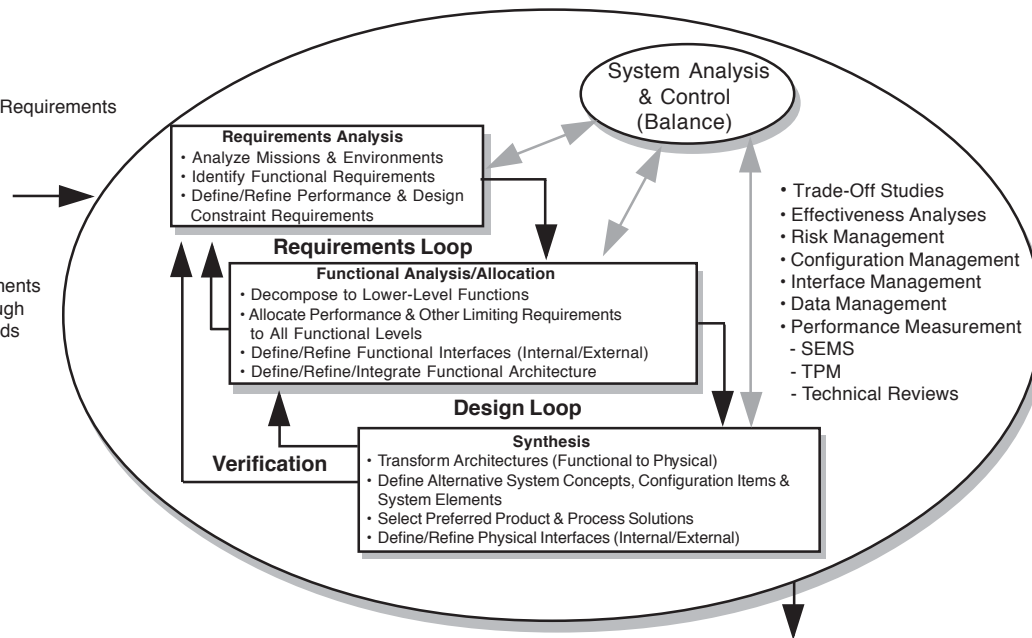 Requirements
ments
ugh
ds
System Analysis
& Control
(Balance)
Requirements Analysis
• Analyze Missions & Environments
• Identify Functional Requirements
• Define/Refine Performance & Design
Constraint Requirements
Requirements Loop
Functional Analysis/Allocation
• Decompose to Lower-Level Functions
• Allocate Performance & Other Limiting Requirements
to All Functional Levels
• Define/Refine Functional Interfaces (Internal/External)
• Define/Refine/Integrate Functional Architecture
Design Loop
Verification
Synthesis
• Transform Architectures (Functional to Physical)
• Define Alternative System Concepts, Configuration Items &
System Elements
• Select Preferred Product & Process Solutions
• Define/Refine Physical Interfaces (Internal/External)
• Trade-Off Studies
• Effectiveness Analyses
• Risk Management
• Configuration Management
• Interface Management
• Data Management
• Performance Measurement
- SEMS
- TPM
- Technical Reviews